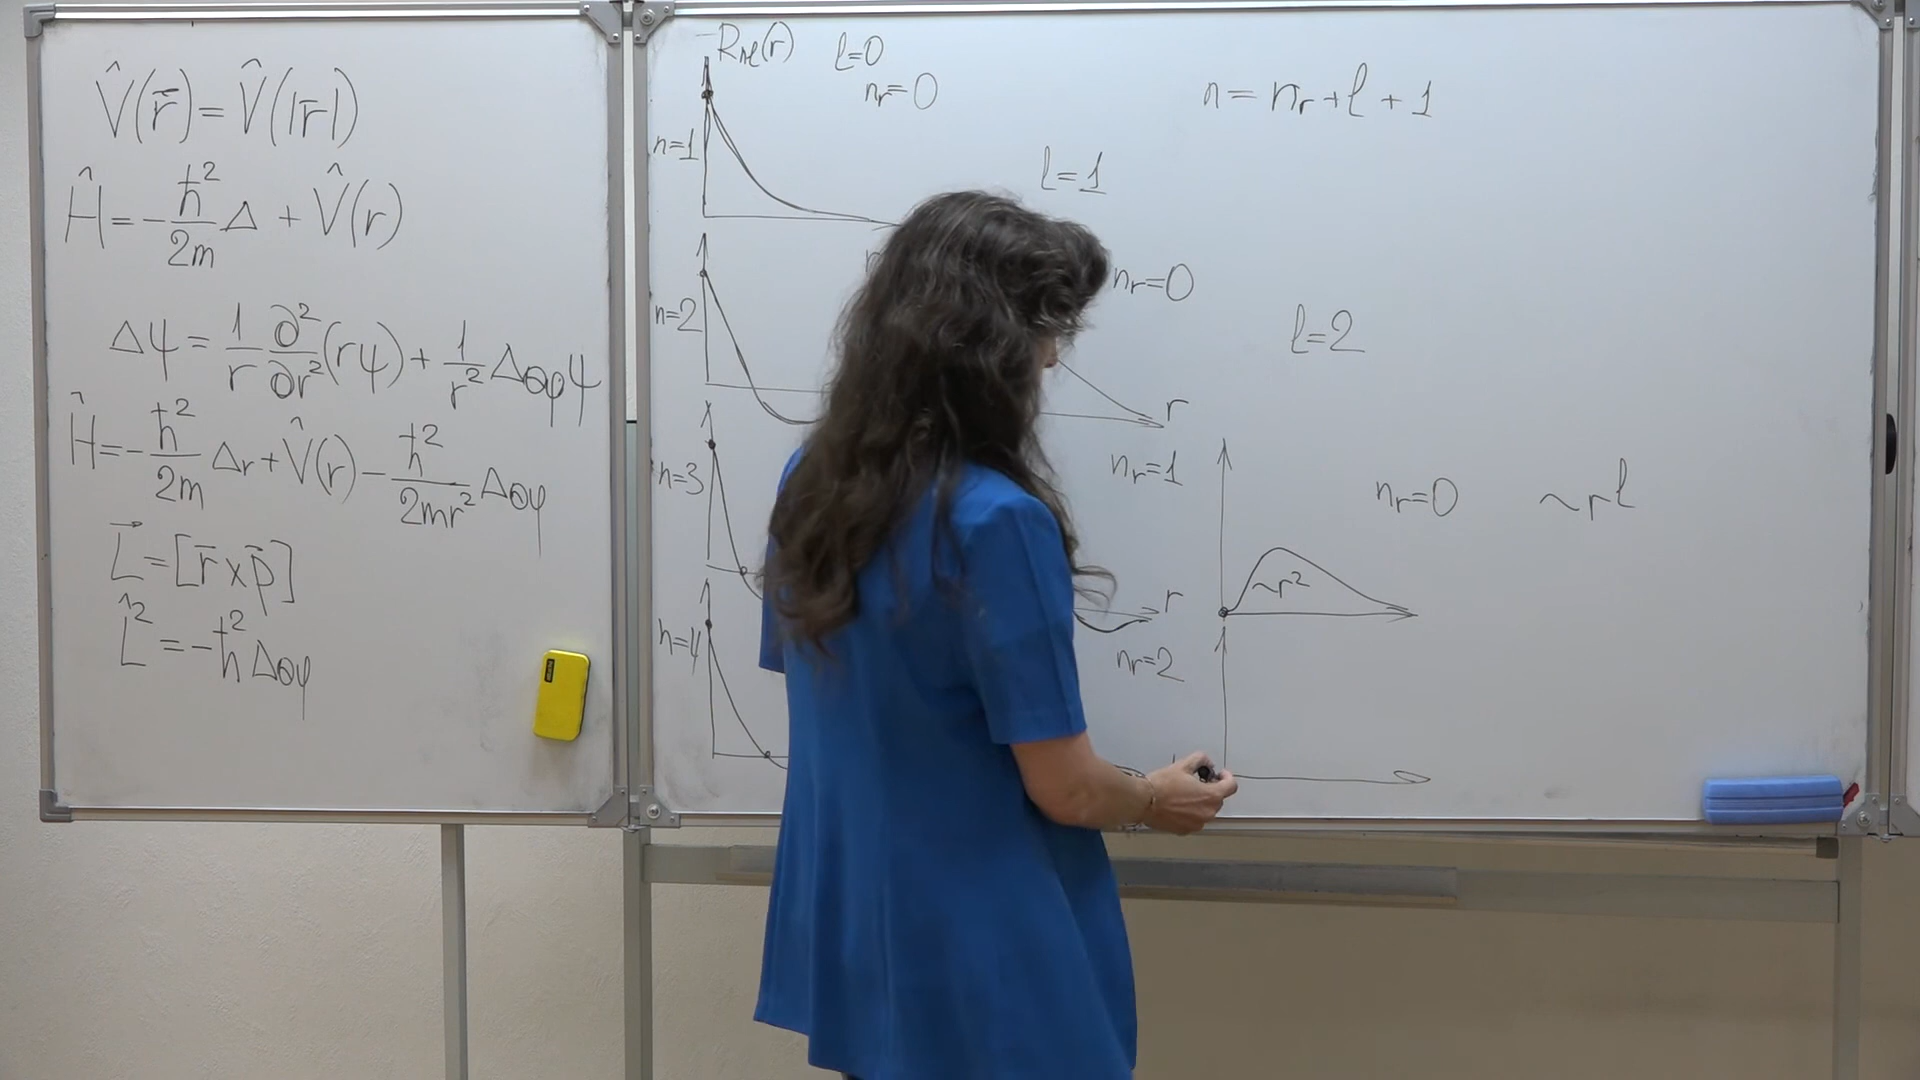 V̂(r̄) = V̂(|r̄|)
Ĥ = -ħ²/2m Δ + V̂(r)
Δψ = 1/r ∂²/∂r² (rψ) + 1/r² Δθφ ψ
Ĥ = -ħ²/2m Δr + V̂(r) - ħ²/2mr² Δθφ
L⃗ = [r̄ x p̄]
L̂² = -ħ² Δθφ
Rnl(r) l=0
nr=0
n=1
n=2
n=3
n=4
n = nr + l + 1
l=1
nr=0
r
nr=1
r
nr=2
l=2
nr=0 ~rl
~r²